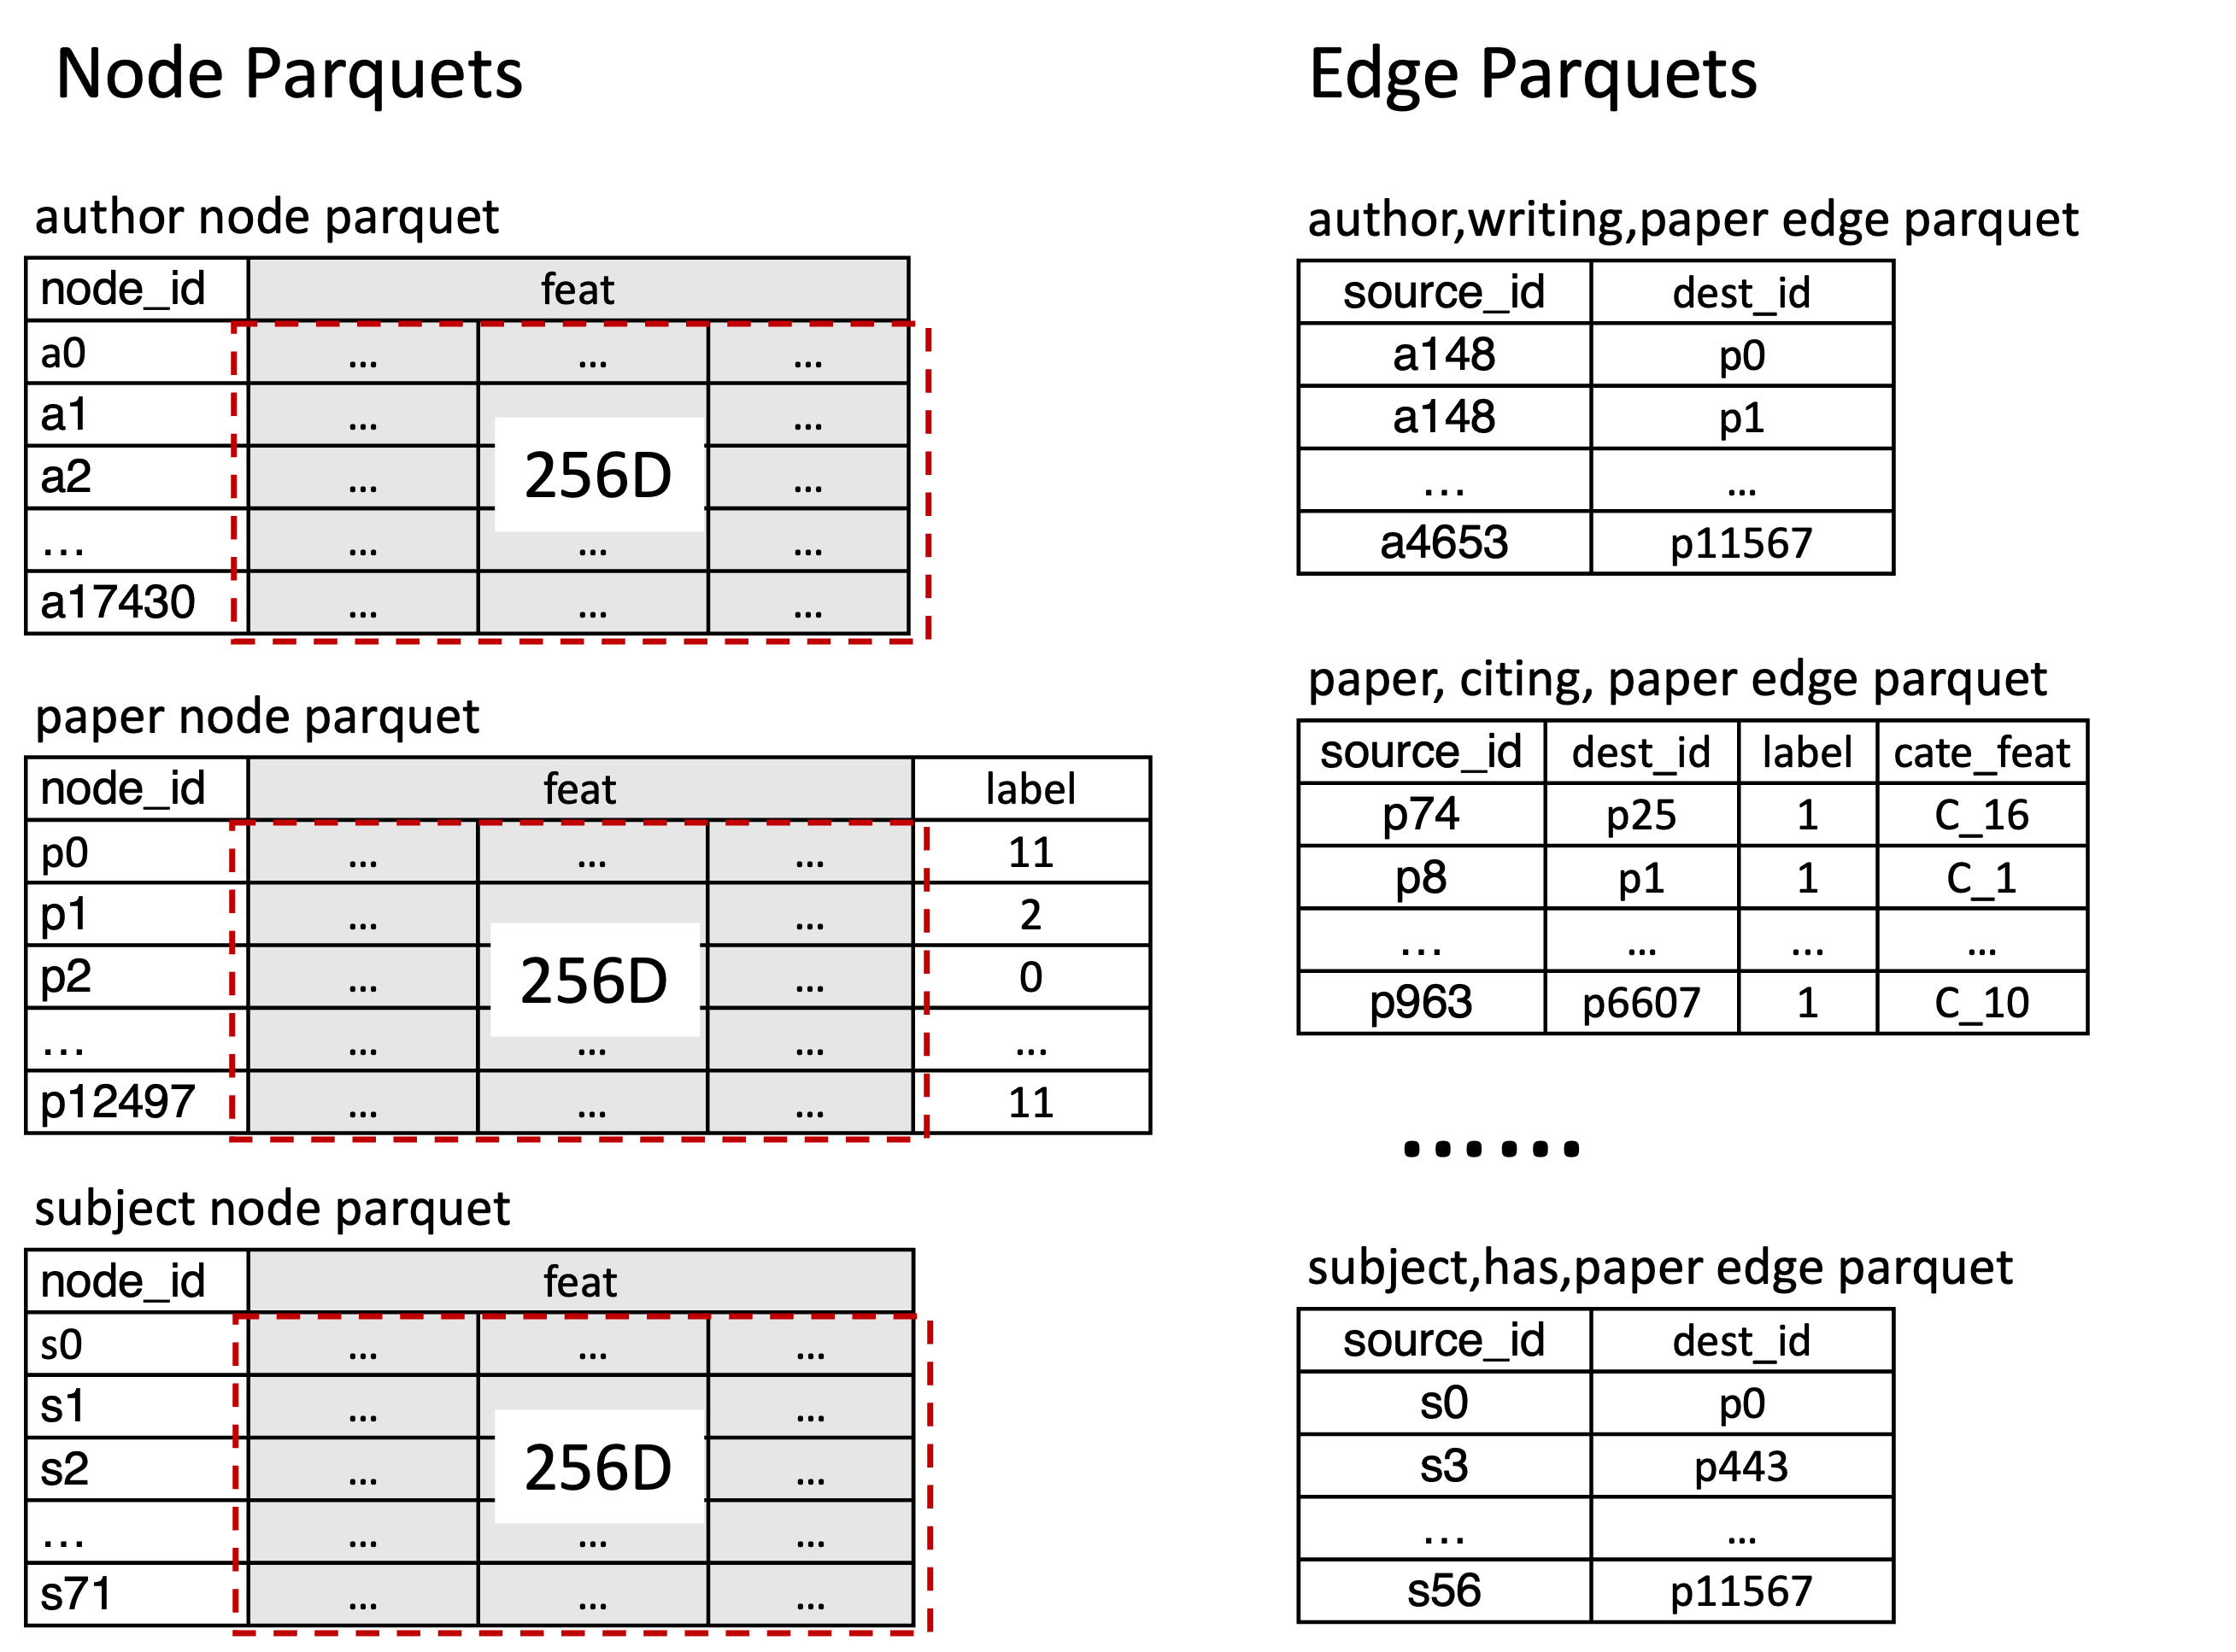 Node Parquets
author node parquet
node_id feat
a0 ... ... ...
a1 ... ...
a2 ... ...
256D
... ... ... ...
a17430 ... ... ...
paper node parquet
node_id feat label
p0 ... ... ... 11
p1 ... ... 2
p2 ... ... 0
256D
... ... ... ... ...
p12497 ... ... ... 11
subject node parquet
node_id feat
s0 ... ... ...
s1 ... ...
s2 ... ...
256D
... ... ... ...
s71 ... ... ...
Edge Parquets
author,writing,paper edge parquet
source_id dest_id
a148 p0
a148 p1
... ...
a4653 p11567
paper, citing, paper edge parquet
source_id dest_id label cate_feat
p74 p25 1 C_16
p8 p1 1 C_1
... ... ... ...
p963 p6607 1 C_10
......
subject,has,paper edge parquet
source_id dest_id
s0 p0
s3 p443
... ...
s56 p11567